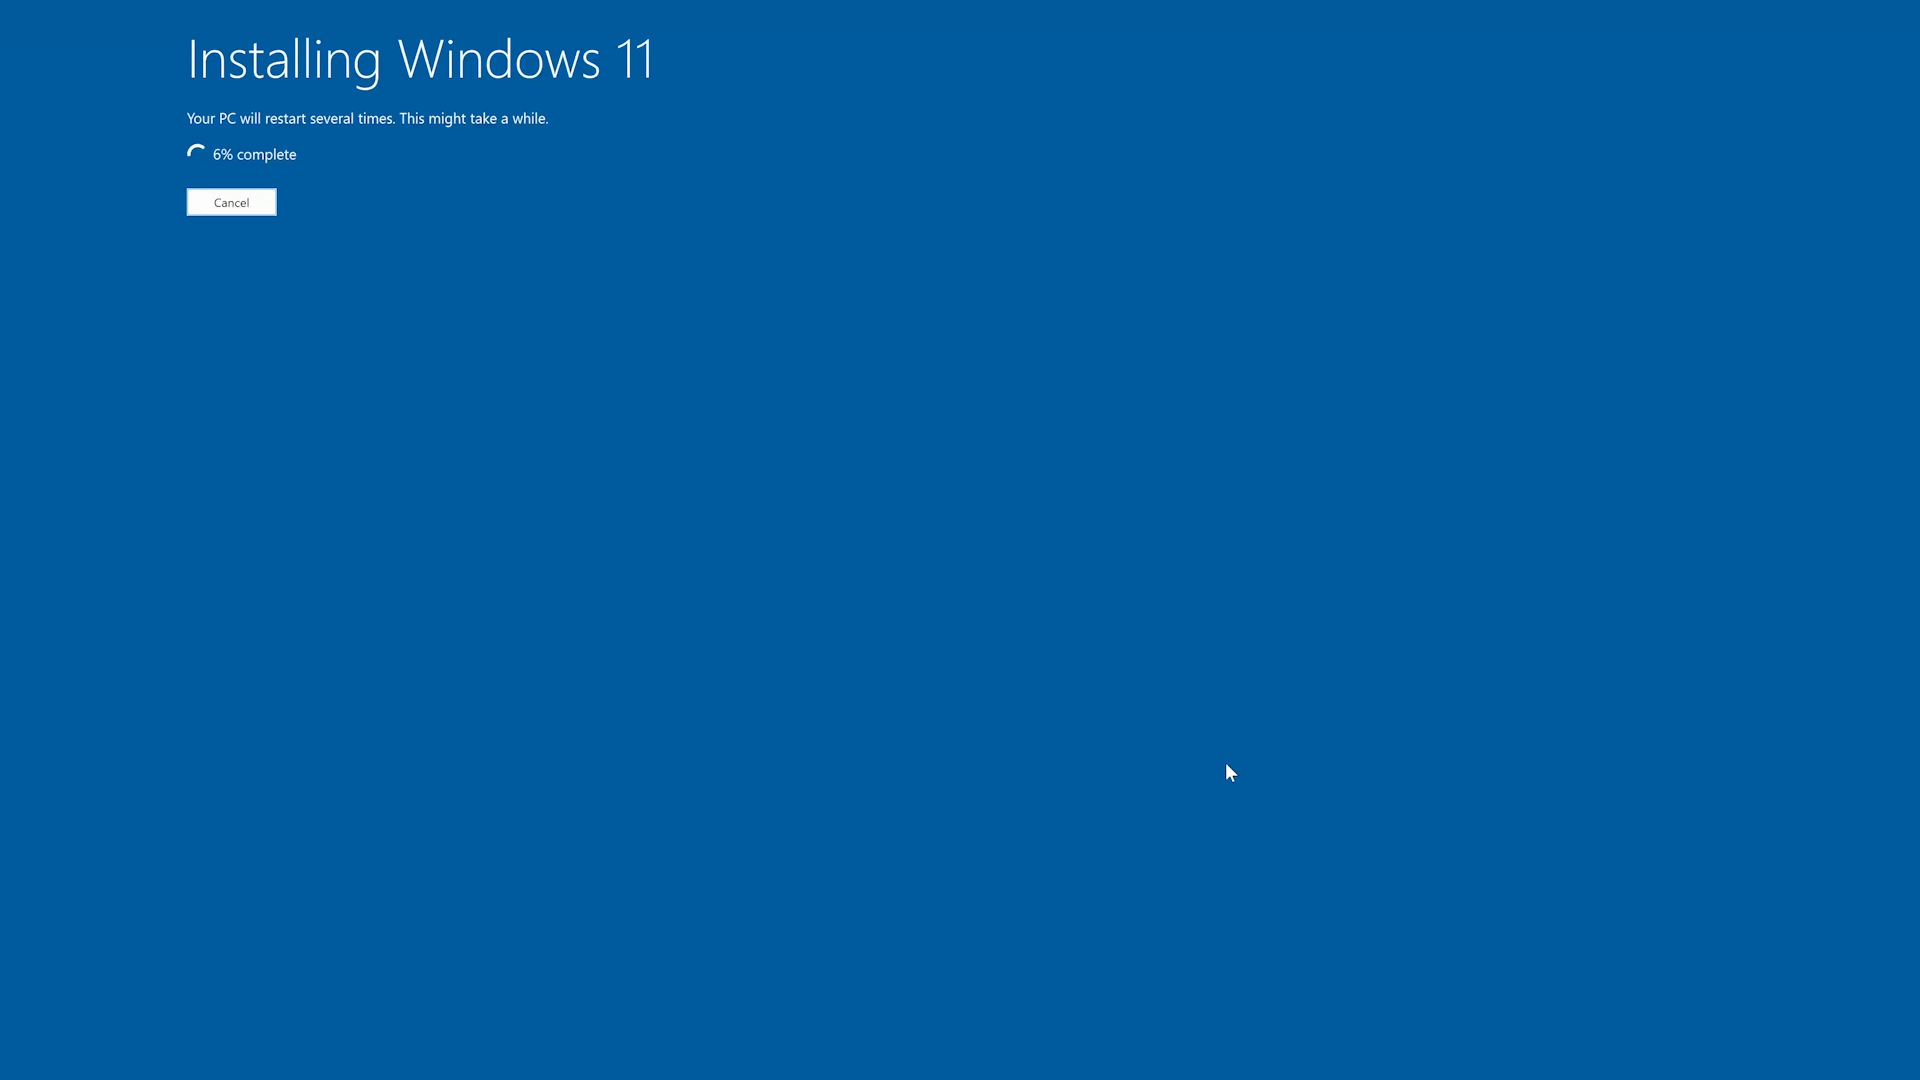 Installing Windows 11
Your PC will restart several times. This might take a while.
6% complete
Cancel